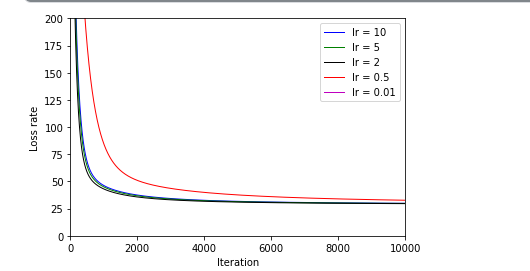 200
175
150
125
100
75
50
25
0
Loss rate
lr = 10
lr = 5
lr = 2
lr = 0.5
lr = 0.01
0 2000 4000 6000 8000 10000
Iteration